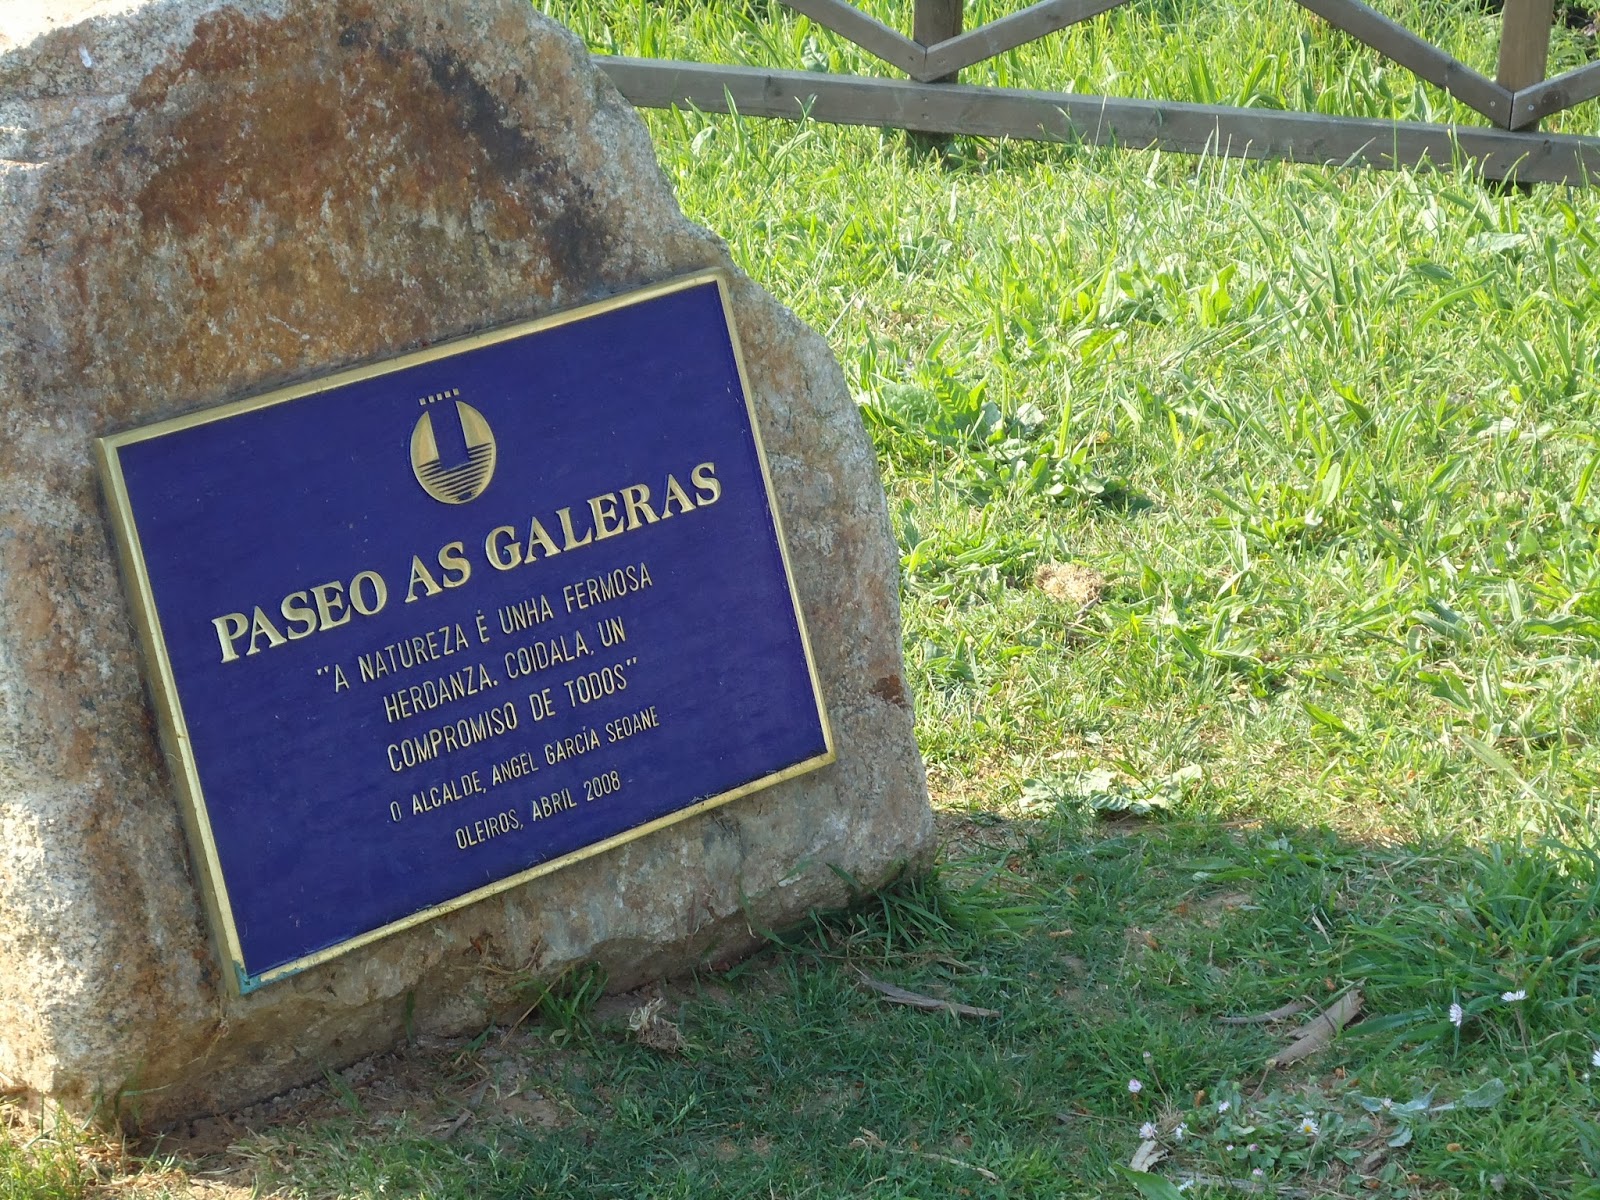 PASEO AS GALERAS
"A NATUREZA É UNHA FERMOSA
HERDANZA. COIDALA, UN
COMPROMISO DE TODOS"
O ALCALDE, ANGEL GARCÍA SEOANE
OLEIROS, ABRIL 2008